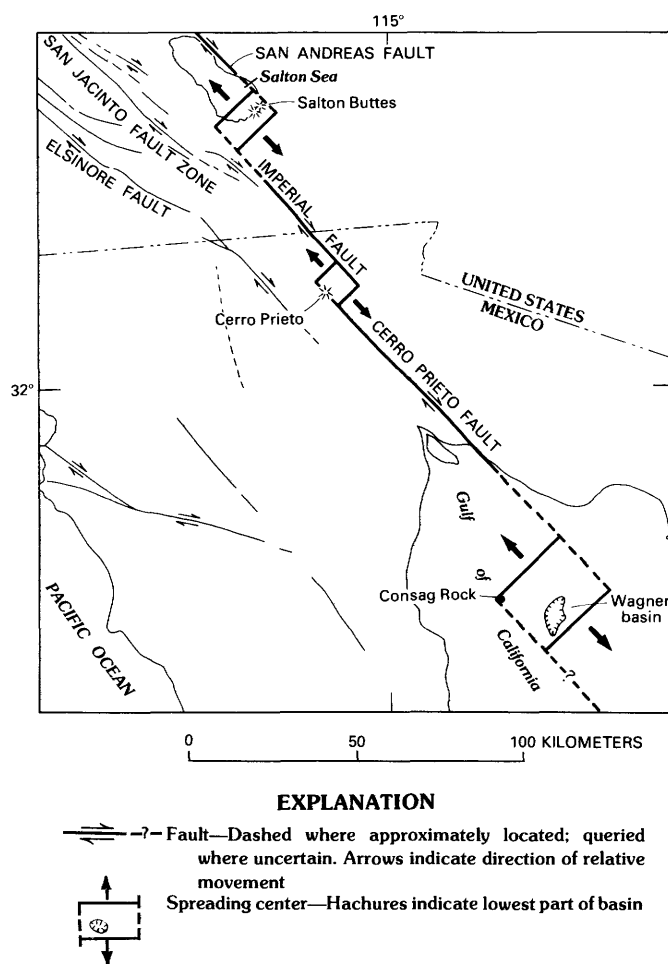 115°
SAN ANDREAS FAULT
Salton Sea
Salton Buttes
SAN JACINTO FAULT ZONE
ELSINORE FAULT
IMPERIAL FAULT
UNITED STATES
MEXICO
Cerro Prieto
CERRO PRIETO FAULT
32°
Gulf of California
Consag Rock
Wagner
basin
?
PACIFIC OCEAN
0 50 100 KILOMETERS
EXPLANATION
—?— Fault—Dashed where approximately located; queried
where uncertain. Arrows indicate direction of relative
movement
Spreading center—Hachures indicate lowest part of basin